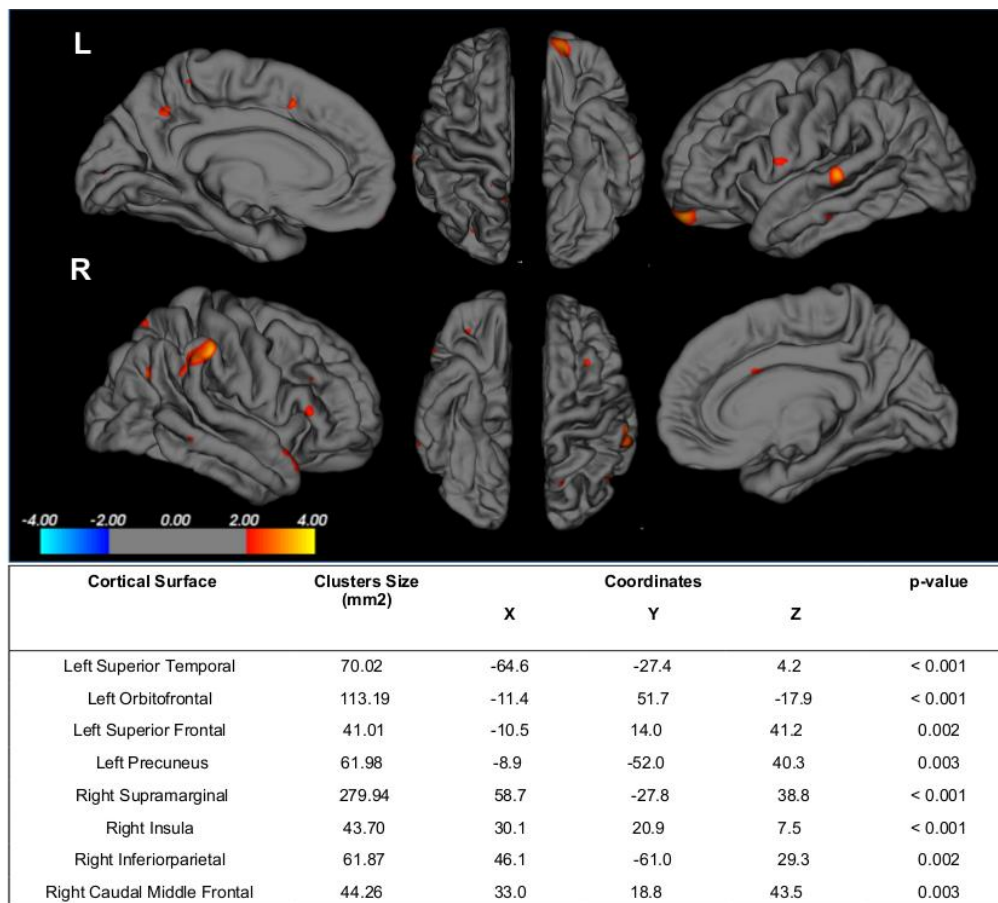 L
R
-4.00 -2.00 0.00 2.00 4.00
Cortical Surface Clusters Size (mm2) Coordinates p-value
X Y Z
Left Superior Temporal 70.02 -64.6 -27.4 4.2 < 0.001
Left Orbitofrontal 113.19 -11.4 51.7 -17.9 < 0.001
Left Superior Frontal 41.01 -10.5 14.0 41.2 0.002
Left Precuneus 61.98 -8.9 -52.0 40.3 0.003
Right Supramarginal 279.94 58.7 -27.8 38.8 < 0.001
Right Insula 43.70 30.1 20.9 7.5 < 0.001
Right Inferiorparietal 61.87 46.1 -61.0 29.3 0.002
Right Caudal Middle Frontal 44.26 33.0 18.8 43.5 0.003